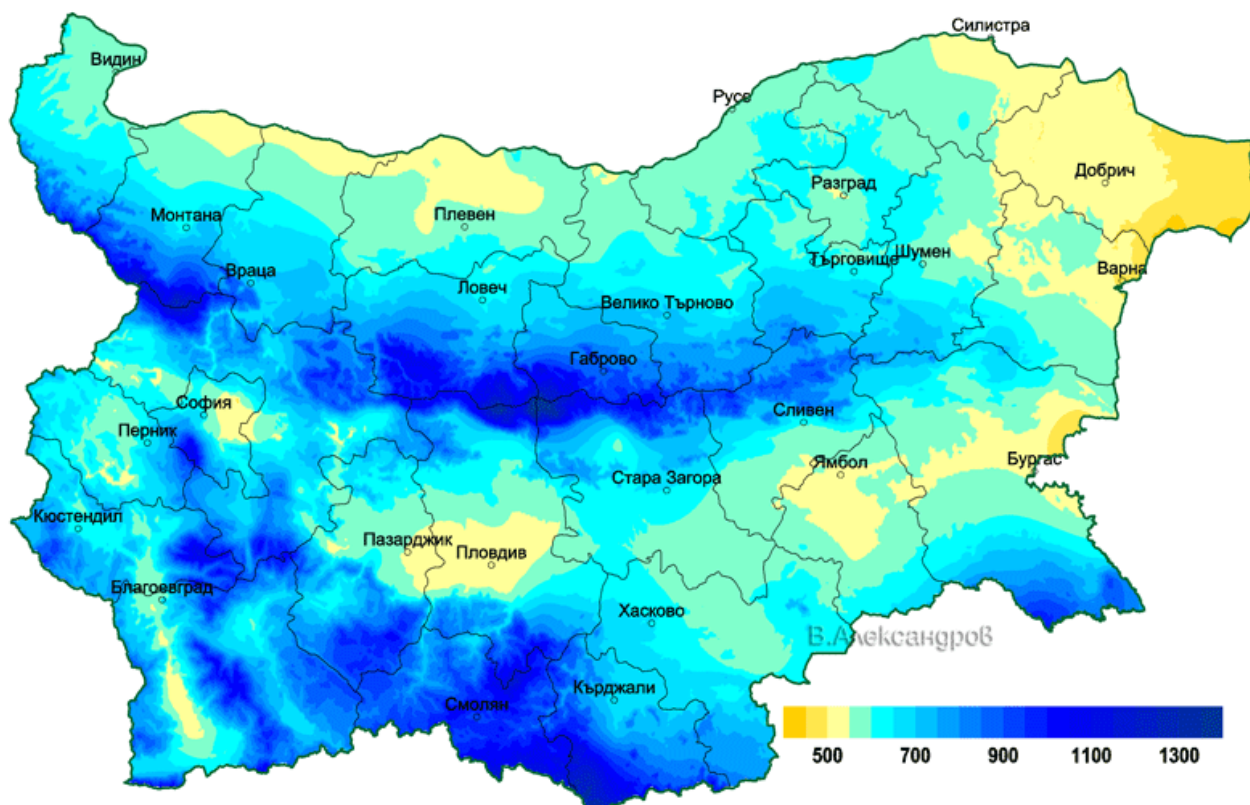 Силистра
Видин
Русе
Добрич
Разград
Монтана
Плевен
Търговище
Шумен
Варна
Враца
Ловеч
Велико Търново
Габрово
София
Сливен
Перник
Бургас
Ямбол
Стара Загора
Кюстендил
Пазарджик
Пловдив
Благоевград
Хасково
В.Александров
Кърджали
Смолян
500 700 900 1100 1300